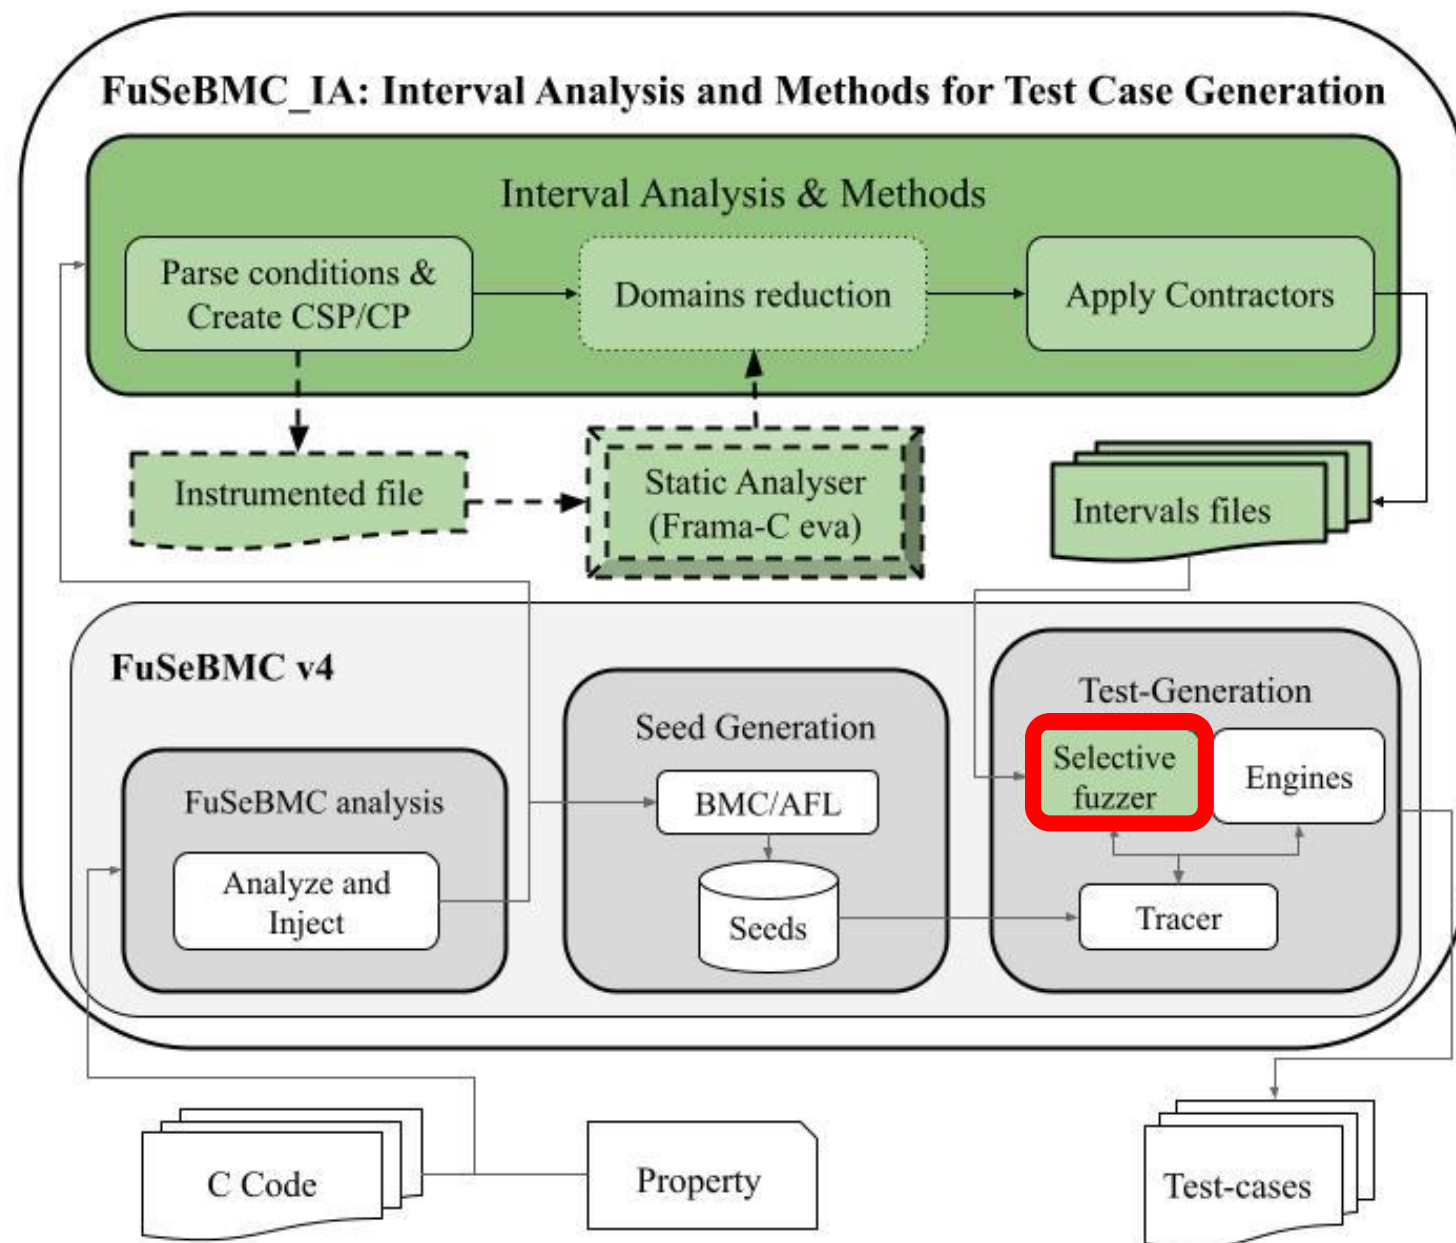 FuSeBMC_IA: Interval Analysis and Methods for Test Case Generation
Interval Analysis & Methods
Parse conditions &
Create CSP/CP
Domains reduction
Apply Contractors
Instrumented file
Static Analyser
(Frama-C eva)
Intervals files
FuSeBMC v4
FuSeBMC analysis
Analyze and
Inject
Seed Generation
BMC/AFL
Seeds
Test-Generation
Selective
fuzzer
Engines
Tracer
C Code
Property
Test-cases